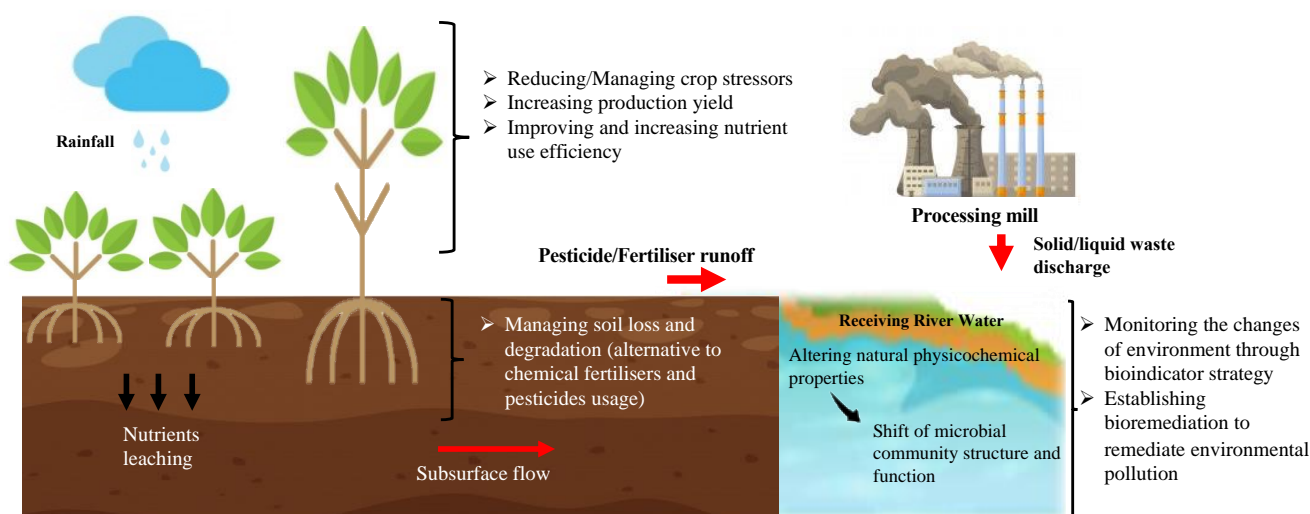 Rainfall
➢ Reducing/Managing crop stressors
➢ Increasing production yield
➢ Improving and increasing nutrient
use efficiency
Processing mill
Solid/liquid waste
discharge
Pesticide/Fertiliser runoff
➢ Managing soil loss and
degradation (alternative to
chemical fertilisers and
pesticides usage)
Nutrients
leaching
Subsurface flow
Receiving River Water
Altering natural physicochemical
properties
Shift of microbial
community structure and
function
➢ Monitoring the changes
of environment through
bioindicator strategy
➢ Establishing
bioremediation to
remediate environmental
pollution